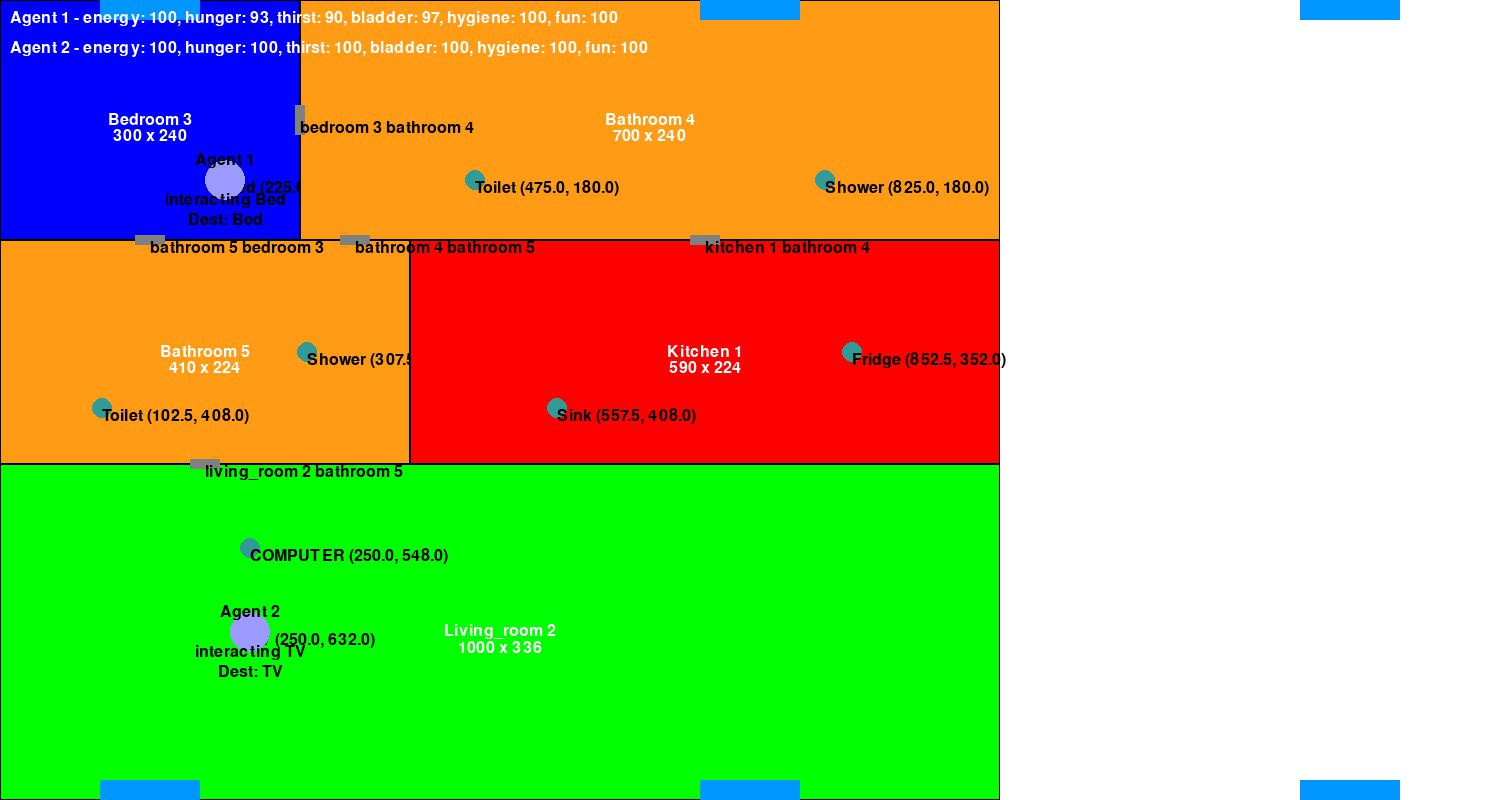 Agent 1 - energy: 100, hunger: 93, thirst: 90, bladder: 97, hygiene: 100, fun: 100
Agent 2 - energy: 100, hunger: 100, thirst: 100, bladder: 100, hygiene: 100, fun: 100
Bedroom 3
300 x 240
Bathroom 4
700 x 240
bedroom 3 bathroom 4
Agent 1
interacting Bed
Dest: Bed
Toilet (475.0, 180.0)
Shower (825.0, 180.0)
bathroom 5 bedroom 3
bathroom 4 bathroom 5
kitchen 1 bathroom 4
Bathroom 5
410 x 224
Shower (307.5
Kitchen 1
590 x 224
Fridge (852.5, 352.0)
Toilet (102.5, 408.0)
Sink (557.5, 408.0)
living_room 2 bathroom 5
COMPUTER (250.0, 548.0)
Agent 2
(250.0, 632.0)
interacting TV
Dest: TV
Living_room 2
1000 x 336